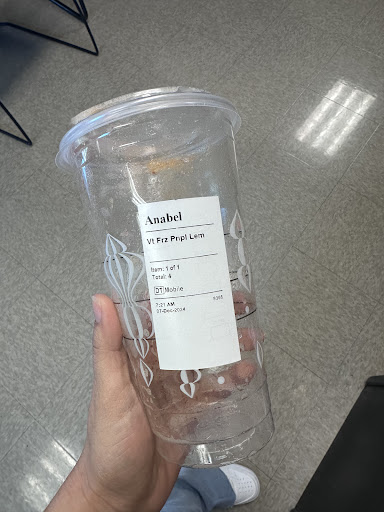 Anabel
Vt Frz Prpl Lem
Item: 1 of 1
Total: 4
DT Mobile
7:21 AM
07-Dec-2024